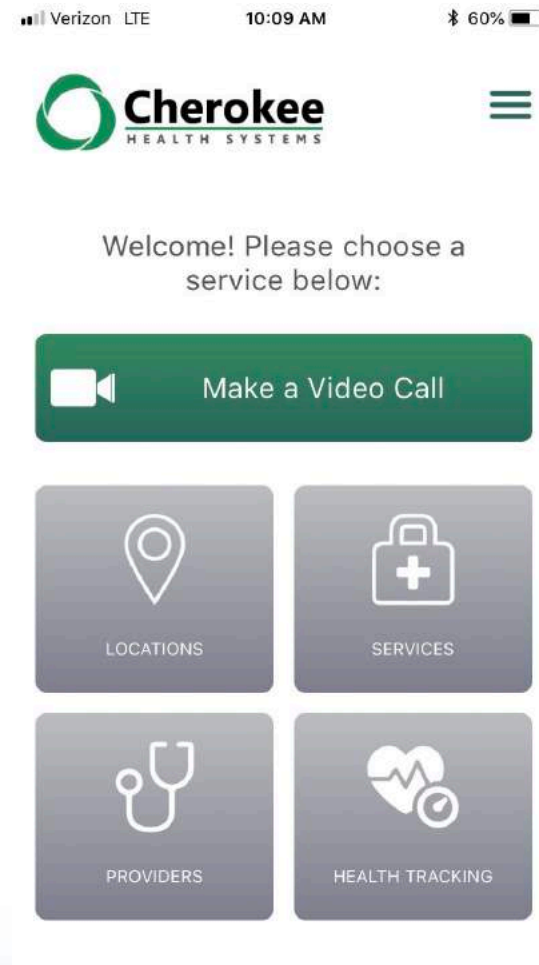 Verizon LTE 10:09 AM 60%
Cherokee
HEALTH SYSTEMS
Welcome! Please choose a
service below:
Make a Video Call
LOCATIONS SERVICES
PROVIDERS HEALTH TRACKING